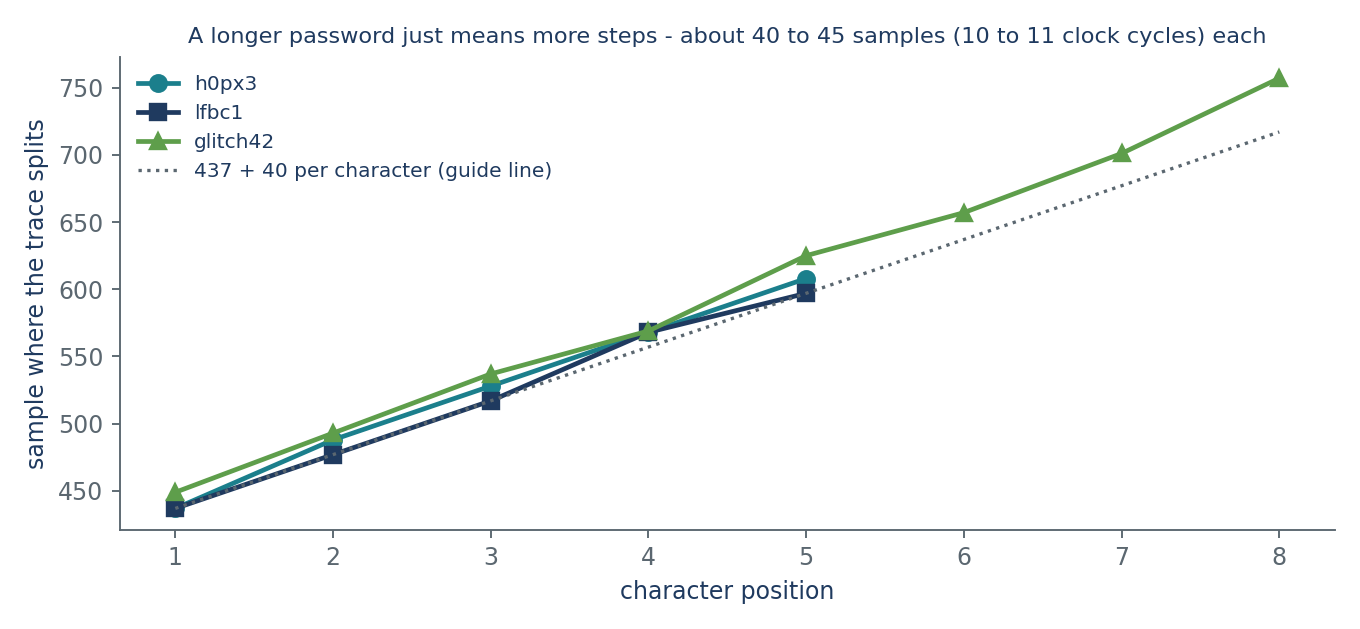 A longer password just means more steps - about 40 to 45 samples (10 to 11 clock cycles) each
h0px3
lfbc1
glitch42
437 + 40 per character (guide line)
sample where the trace splits
750
700
650
600
550
500
450
1 2 3 4 5 6 7 8
character position